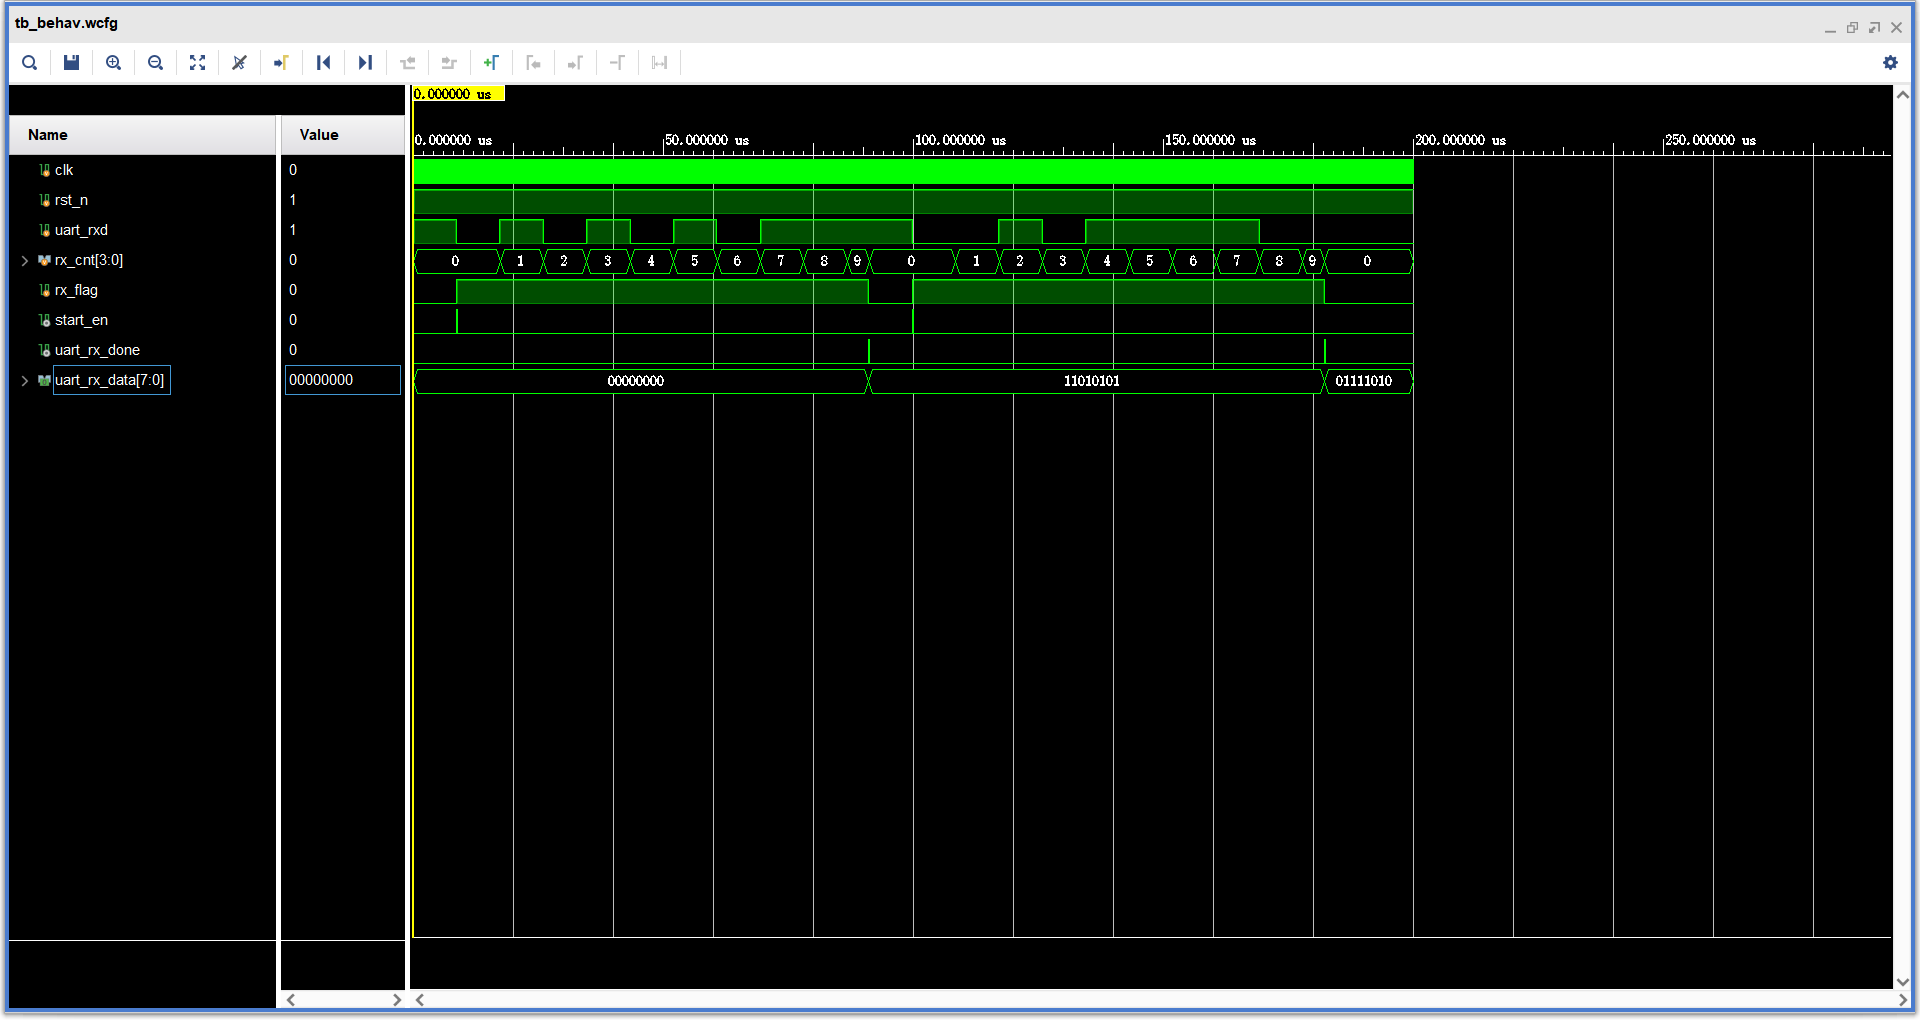 tb_behav.wcfg
0.000000 us
Name Value
0.000000 us 50.000000 us 100.000000 us 150.000000 us 200.000000 us 250.000000 us
clk 0
rst_n 1
uart_rxd 1
rx_cnt[3:0] 0 0 1 2 3 4 5 6 7 8 9 0 1 2 3 4 5 6 7 8 9 0
rx_flag 0
start_en 0
uart_rx_done 0
uart_rx_data[7:0] 00000000 00000000 11010101 01111010